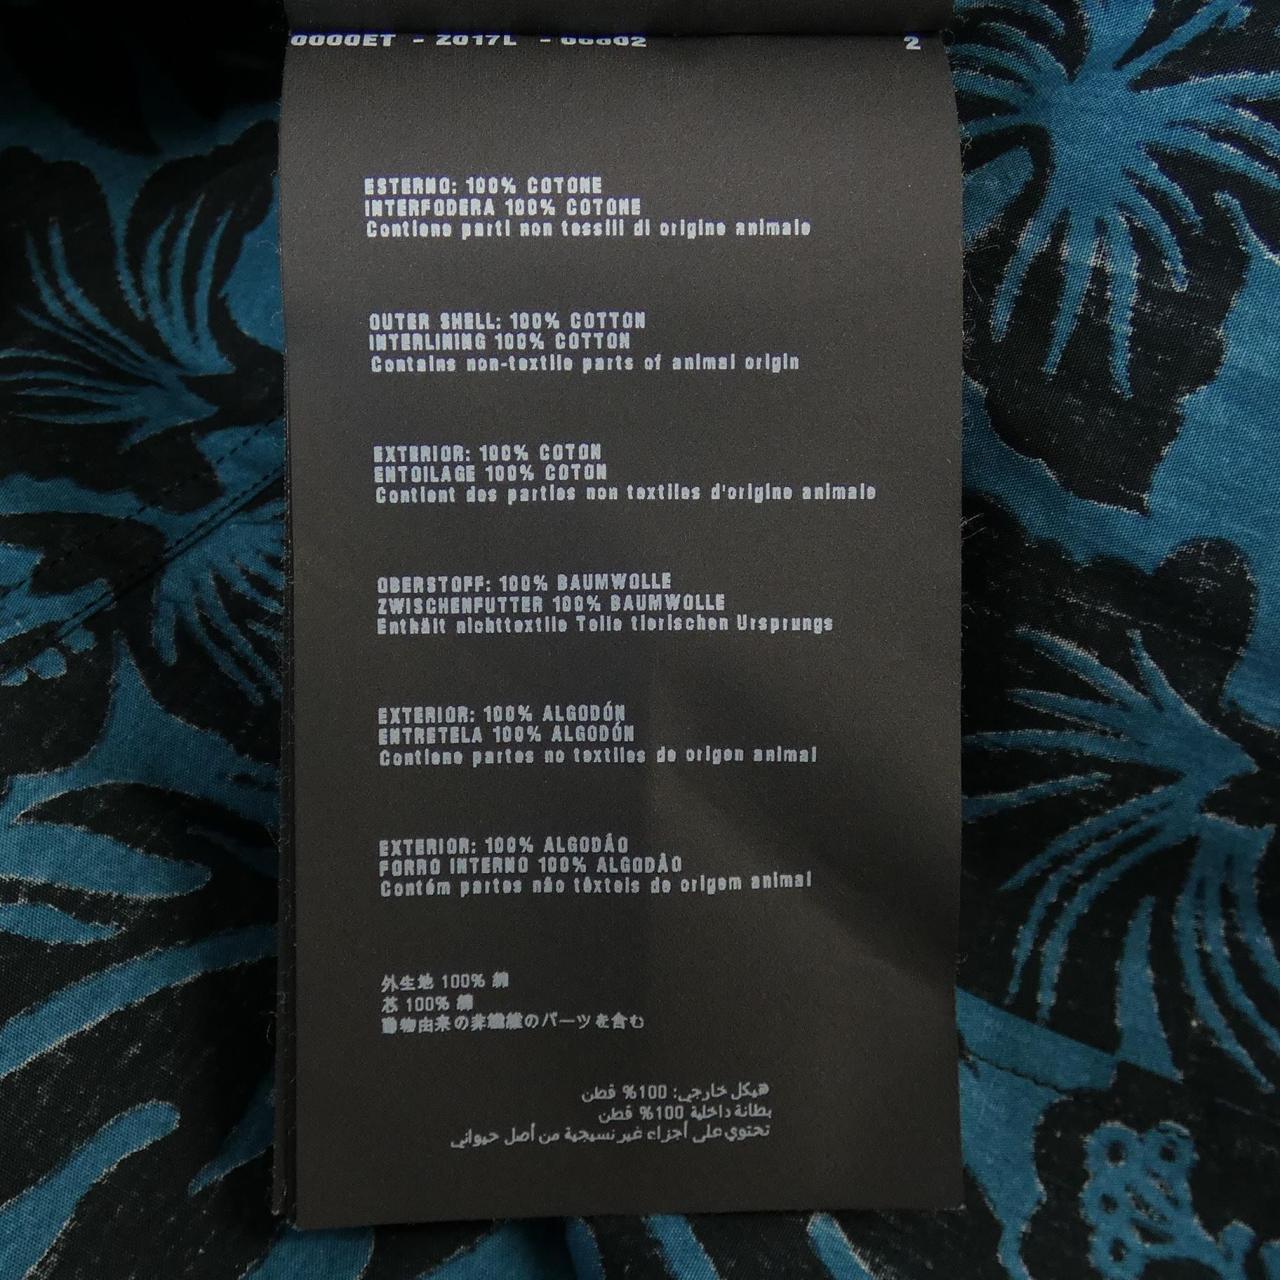 0000ET - Z017L - 00002 2
ESTERNO: 100% COTONE
INTERFODERA 100% COTONE
Contiene parti non tessili di origine animale
OUTER SHELL: 100% COTTON
INTERLINING 100% COTTON
Contains non-textile parts of animal origin
EXTERIOR: 100% COTON
ENTOILAGE 100% COTON
Contient des parties non textiles d'origine animale
OBERSTOFF: 100% BAUMWOLLE
ZWISCHENFUTTER 100% BAUMWOLLE
Enthält nichttextile Teile tierischen Ursprungs
EXTERIOR: 100% ALGODÓN
ENTRETELA 100% ALGODÓN
Contiene partes no textiles de origen animal
EXTERIOR: 100% ALGODÃO
FORRO INTERNO 100% ALGODÃO
Contém partes não têxteis de origem animal
外生地 100% 綿
芯 100% 綿
動物由来の非繊維のパーツを含む
هيكل خارجي: 100% قطن
بطانة داخلية 100% قطن
تحتوي على أجزاء غير نسيجية من أصل حيواني